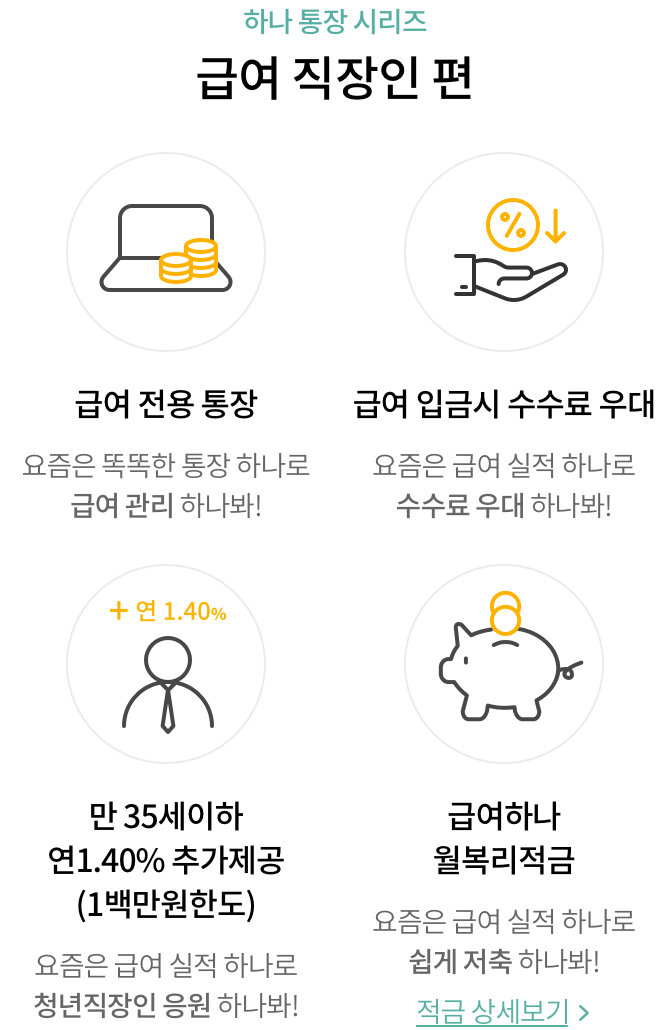 하나 통장 시리즈
급여 직장인 편
급여 전용 통장
요즘은 똑똑한 통장 하나로
급여 관리 하나봐!
급여 입금시 수수료 우대
요즘은 급여 실적 하나로
수수료 우대 하나봐!
+ 연 1.40%
만 35세이하
연1.40% 추가제공
(1백만원한도)
요즘은 급여 실적 하나로
청년직장인 응원 하나봐!
급여하나
월복리적금
요즘은 급여 실적 하나로
쉽게 저축 하나봐!
적금 상세보기 >